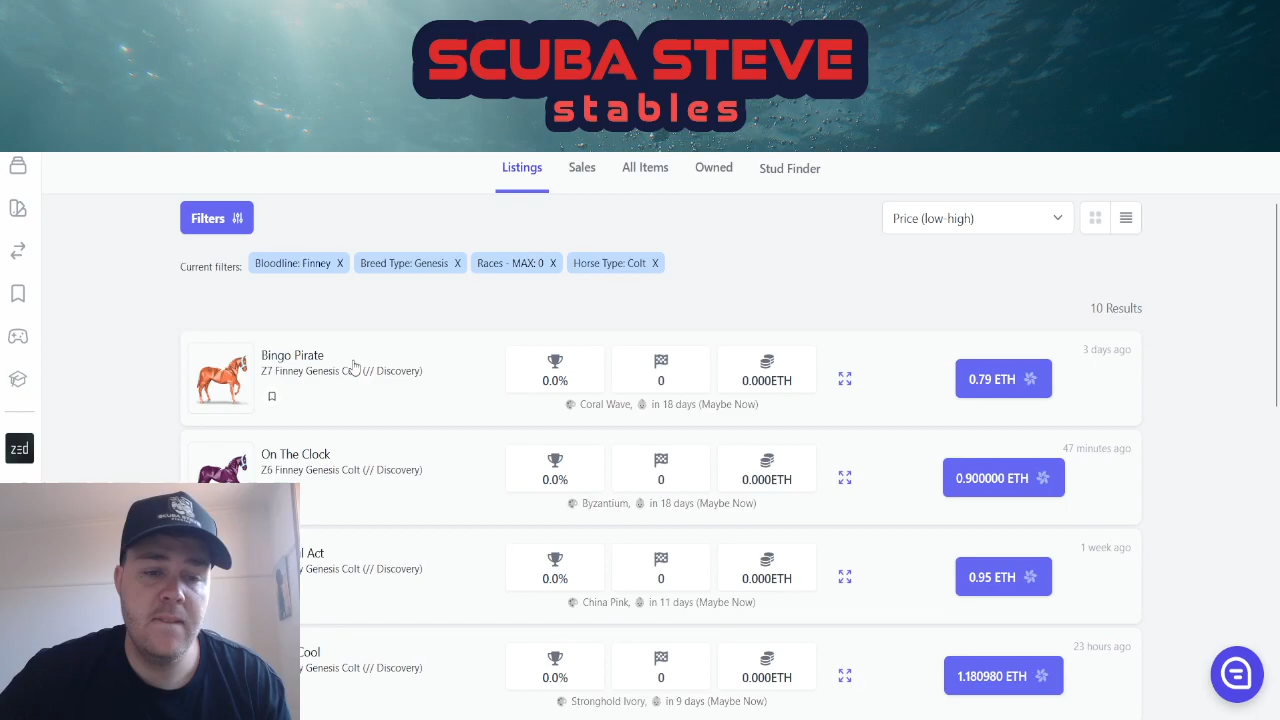 SCUBA STEVE
stables
Listings Sales All Items Owned Stud Finder
Filters
Price (low-high)
Current filters: Bloodline: Finney X Breed Type: Genesis X Races - MAX: 0 X Horse Type: Colt X
10 Results
Bingo Pirate
3 days ago
Z7 Finney Genesis Colt (// Discovery)
0.0% 0 0.000ETH
0.79 ETH
Coral Wave, in 18 days (Maybe Now)
On The Clock
47 minutes ago
Z6 Finney Genesis Colt (// Discovery)
0.0% 0 0.000ETH
0.900000 ETH
Byzantium, in 18 days (Maybe Now)
zed
Act
1 week ago
Genesis Colt (// Discovery)
0.0% 0 0.000ETH
0.95 ETH
China Pink, in 11 days (Maybe Now)
Cool
23 hours ago
Genesis Colt (// Discovery)
0.0% 0 0.000ETH
1.180980 ETH
Stronghold Ivory, in 9 days (Maybe Now)
SCUBA STEVE